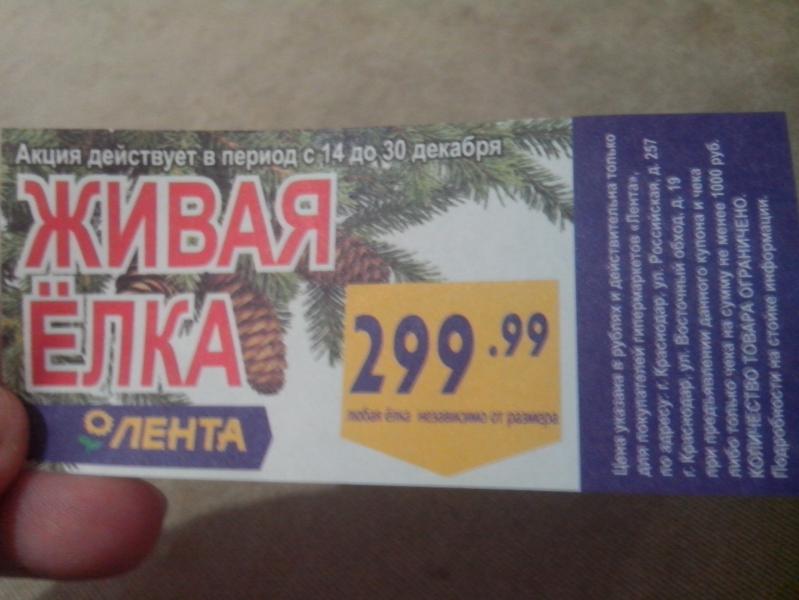 Акция действует в период с 14 до 30 декабря
ЖИВАЯ
ЁЛКА
299.99
любая ёлка независимо от размера
ЛЕНТА
Цена указана в рублях и действительна только
для покупателей гипермаркетов «Лента",
по адресу: г. Краснодар, ул. Российская, д. 257
г. Краснодар, ул. Восточный обход, д. 19
при предъявлении данного купона и чека
либо только чека на сумму не менее 1000 руб.
КОЛИЧЕСТВО ТОВАРА ОГРАНИЧЕНО.
Подробности на стойке информации.